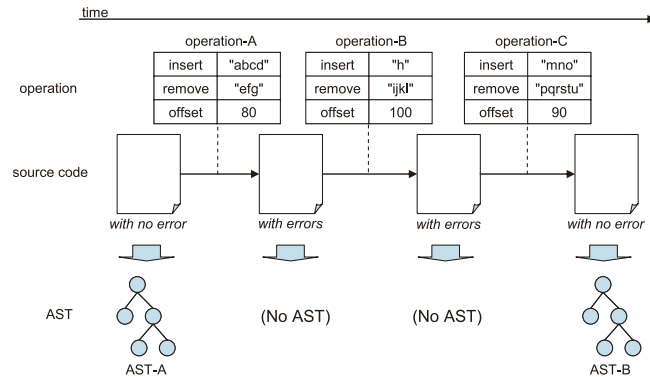 time
operation-A operation-B operation-C
insert "abcd" insert "h" insert "mno"
operation remove "efg" remove "ijkl" remove "pqrstu"
offset 80 offset 100 offset 90
source code
with no error with errors with errors with no error
AST (No AST) (No AST)
AST-A AST-B